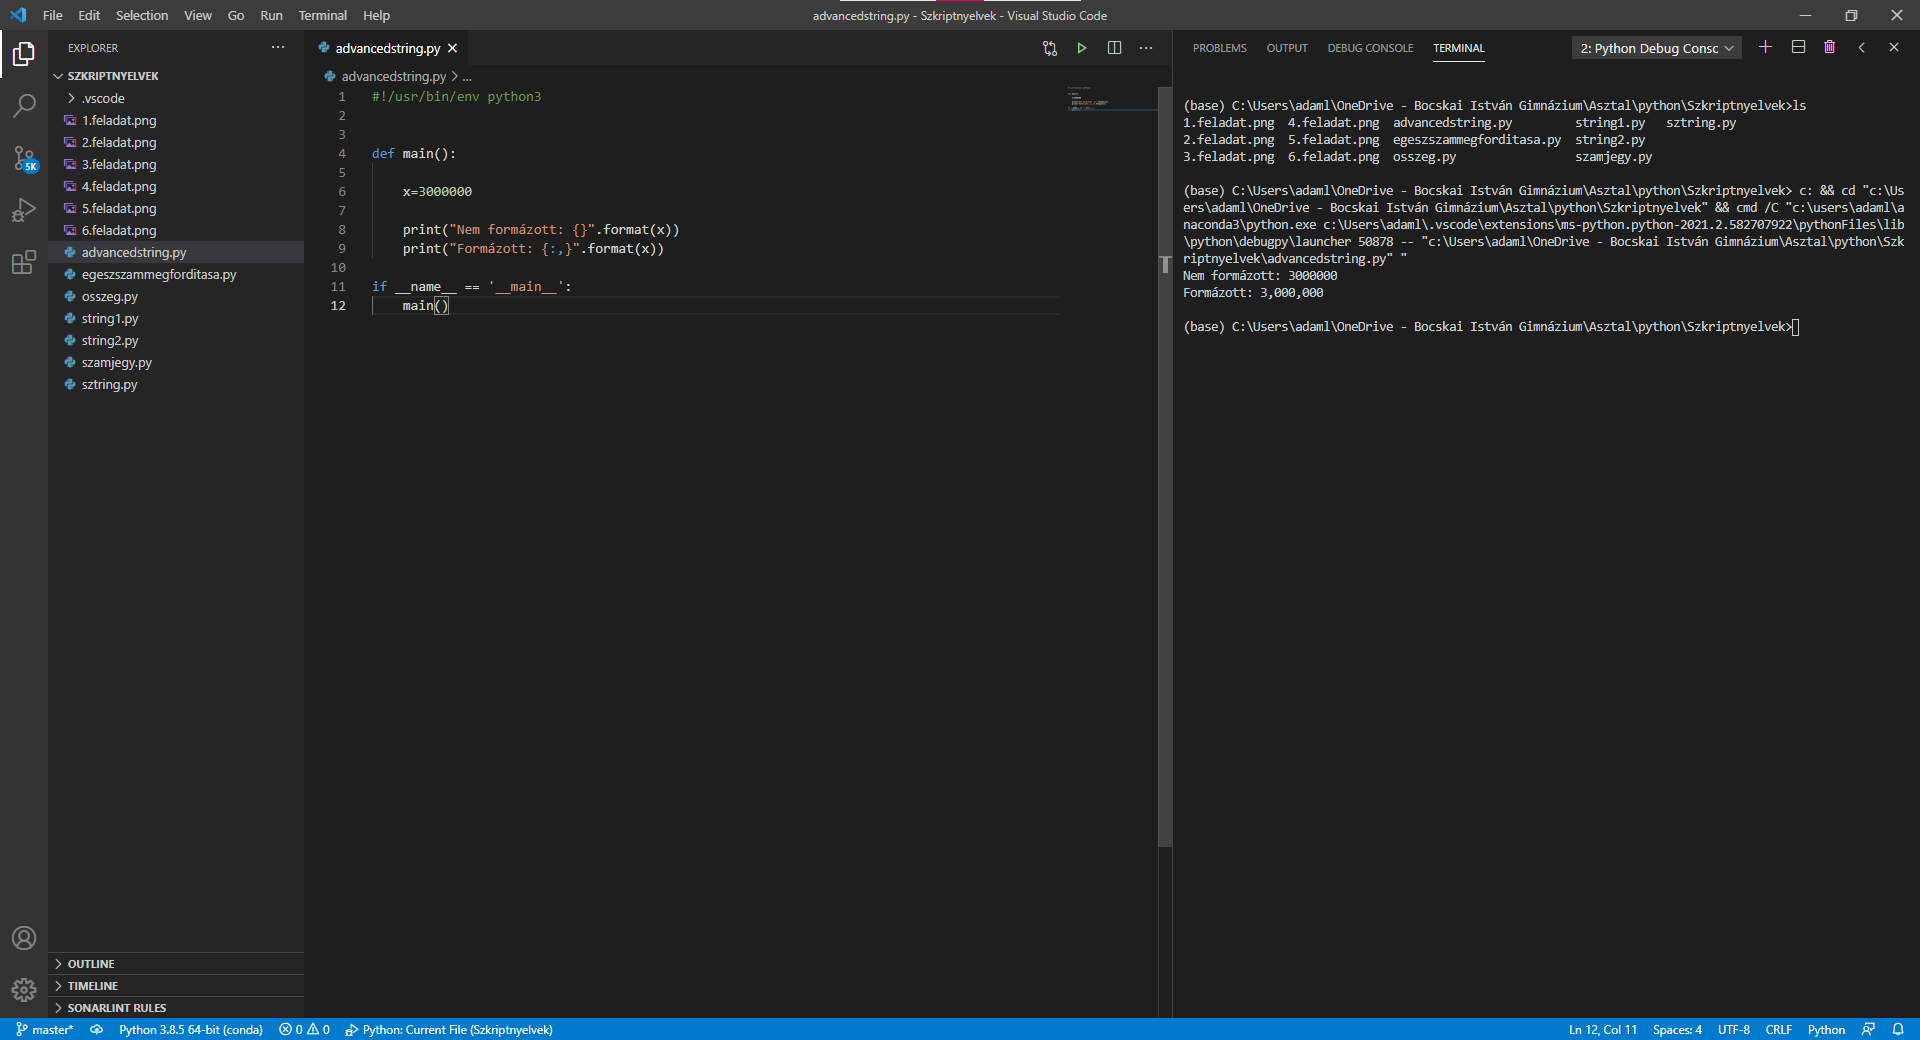 File Edit Selection View Go Run Terminal Help
advancedstring.py - Szkriptnyelvek - Visual Studio Code
EXPLORER
SZKRIPTNYELVEK
.vscode
1.feladat.png
2.feladat.png
3.feladat.png
4.feladat.png
5.feladat.png
6.feladat.png
advancedstring.py
egeszszammegforditasa.py
osszeg.py
string1.py
string2.py
szamjegy.py
sztring.py
OUTLINE
TIMELINE
SONARLINT RULES
5K
advancedstring.py
advancedstring.py > ...
1 #!/usr/bin/env python3
2
3
4 def main():
5
6 x=3000000
7
8 print("Nem formázott: {}".format(x))
9 print("Formázott: {:,}".format(x))
10
11 if __name__ == '__main__':
12 main()
PROBLEMS OUTPUT DEBUG CONSOLE TERMINAL
2: Python Debug Consc
(base) C:\Users\adaml\OneDrive - Bocskai István Gimnázium\Asztal\python\Szkriptnyelvek>ls
1.feladat.png 4.feladat.png advancedstring.py string1.py sztring.py
2.feladat.png 5.feladat.png egeszszammegforditasa.py string2.py
3.feladat.png 6.feladat.png osszeg.py szamjegy.py
(base) C:\Users\adaml\OneDrive - Bocskai István Gimnázium\Asztal\python\Szkriptnyelvek> c: && cd "c:\Us
ers\adaml\OneDrive - Bocskai István Gimnázium\Asztal\python\Szkriptnyelvek" && cmd /C "c:\users\adaml\a
naconda3\python.exe c:\Users\adaml\.vscode\extensions\ms-python.python-2021.2.582707922\pythonFiles\lib
\python\debugpy\launcher 50878 -- "c:\Users\adaml\OneDrive - Bocskai István Gimnázium\Asztal\python\Szk
riptnyelvek\advancedstring.py" "
Nem formázott: 3000000
Formázott: 3,000,000
(base) C:\Users\adaml\OneDrive - Bocskai István Gimnázium\Asztal\python\Szkriptnyelvek>
master* Python 3.8.5 64-bit (conda) 0 0 Python: Current File (Szkriptnyelvek)
Ln 12, Col 11 Spaces: 4 UTF-8 CRLF Python